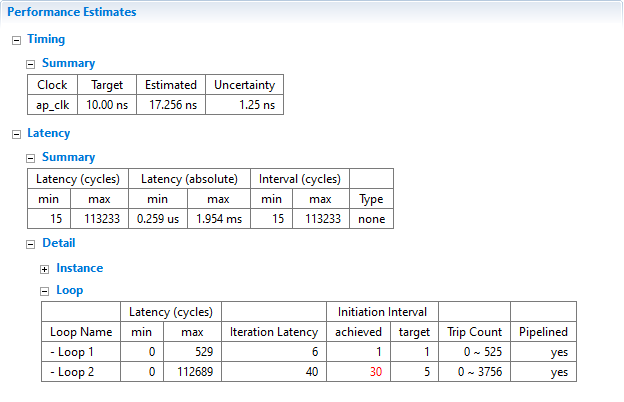 Performance Estimates
Timing
Summary
Clock Target Estimated Uncertainty
ap_clk 10.00 ns 17.256 ns 1.25 ns
Latency
Summary
Latency (cycles) Latency (absolute) Interval (cycles)
min max min max min max Type
15 113233 0.259 us 1.954 ms 15 113233 none
Detail
Instance
Loop
Latency (cycles) Initiation Interval
Loop Name min max Iteration Latency achieved target Trip Count Pipelined
- Loop 1 0 529 6 1 1 0 ~ 525 yes
- Loop 2 0 112689 40 30 5 0 ~ 3756 yes